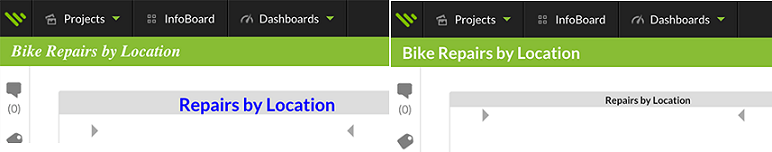 Projects InfoBoard Dashboards
Bike Repairs by Location
(0)
Repairs by Location
Projects InfoBoard Dashboards
Bike Repairs by Location
(0)
Repairs by Location